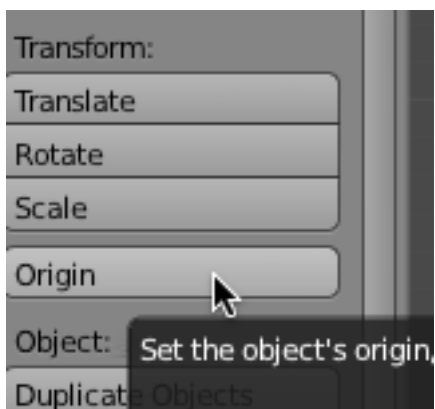 Transform:
Translate
Rotate
Scale
Origin
Object:
Set the object's origin,
Duplicate Objects